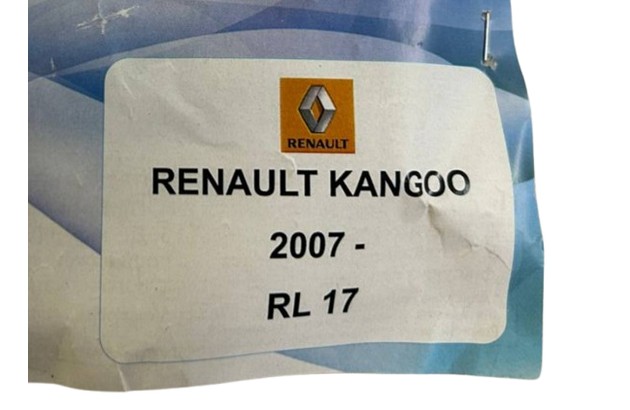 RENAULT
RENAULT KANGOO
2007 -
RL 17